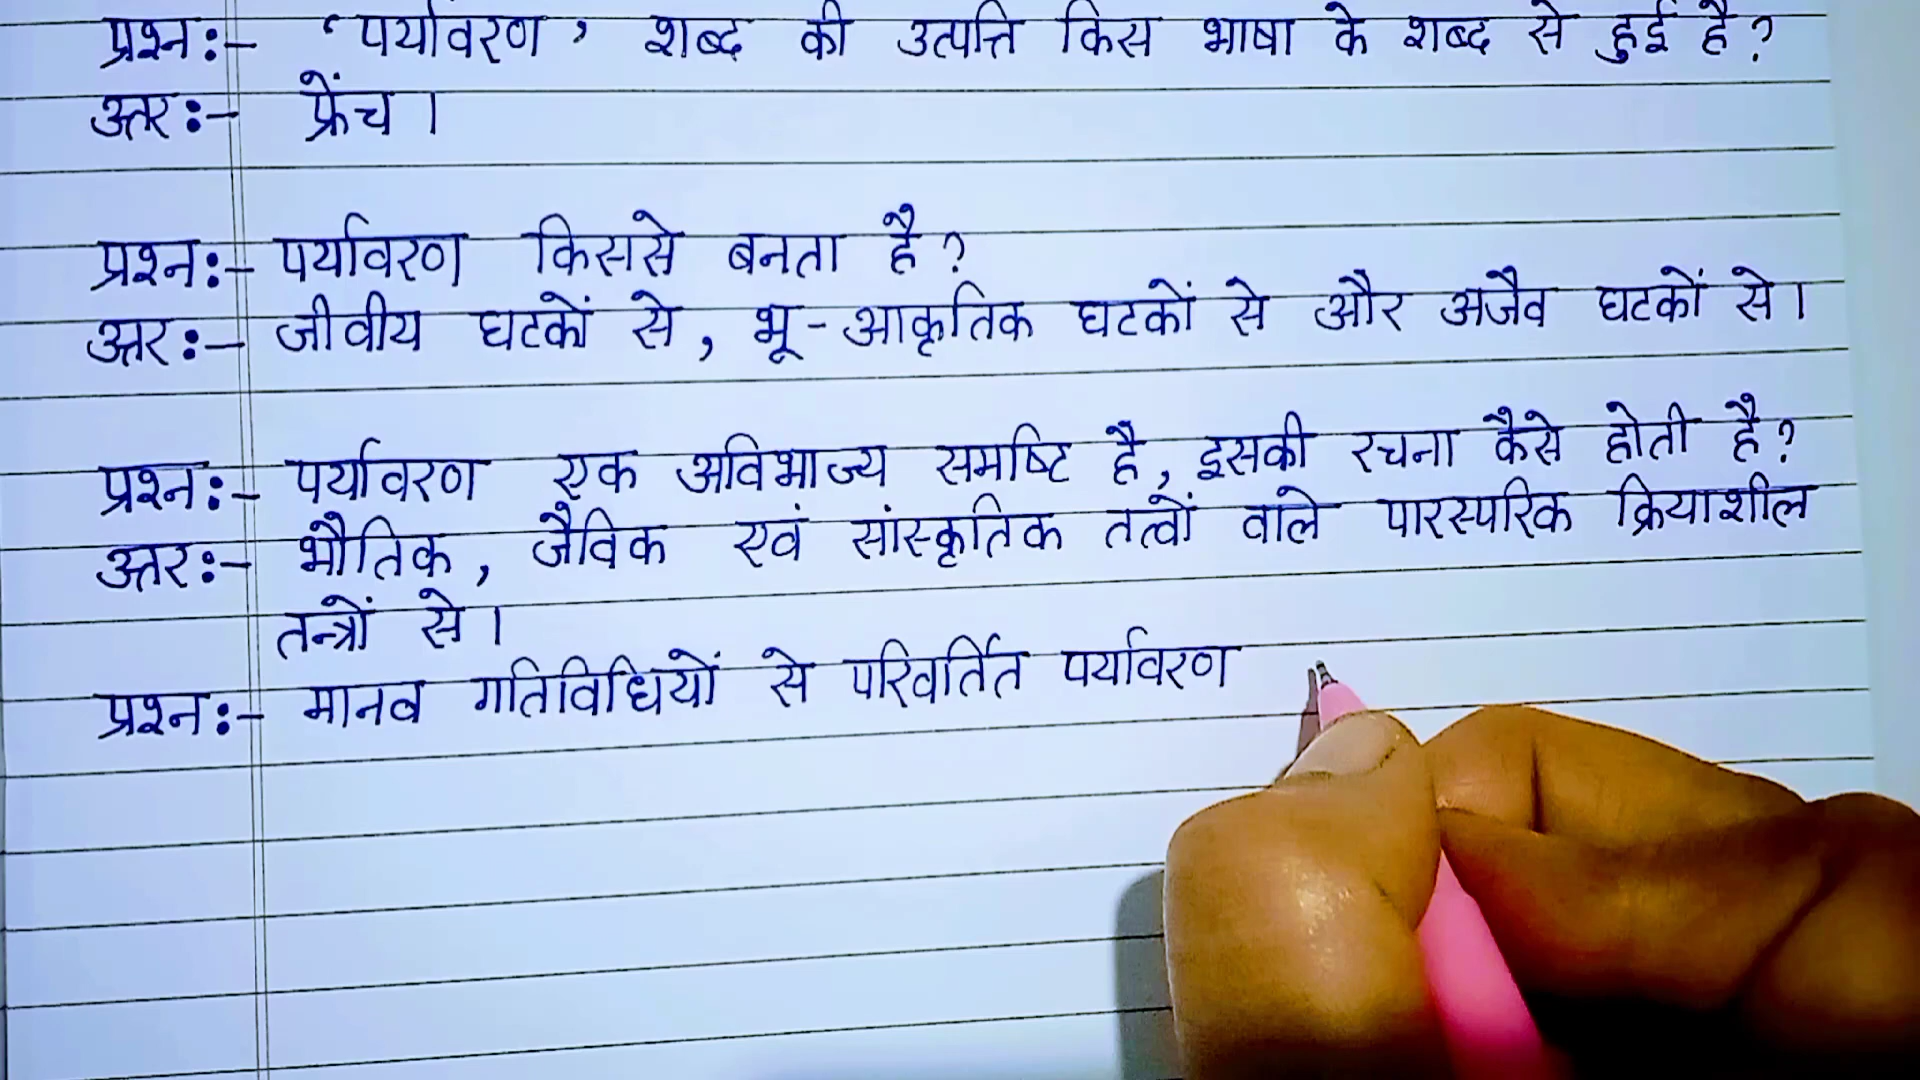 प्रश्न:- 'पर्यावरण' शब्द की उत्पत्ति किस भाषा के शब्द से हुई है?
उत्तर:- फ्रेंच।
प्रश्न:- पर्यावरण किससे बनता है?
उत्तर:- जीवीय घटकों से, भू-आकृतिक घटकों से और अजैव घटकों से।
प्रश्न:- पर्यावरण एक अविभाज्य समष्टि है, इसकी रचना कैसे होती है?
उत्तर:- भौतिक, जैविक एवं सांस्कृतिक तत्वों वाले पारस्परिक क्रियाशील
तन्त्रों से।
प्रश्न:- मानव गतिविधियों से परिवर्तित पर्यावरण